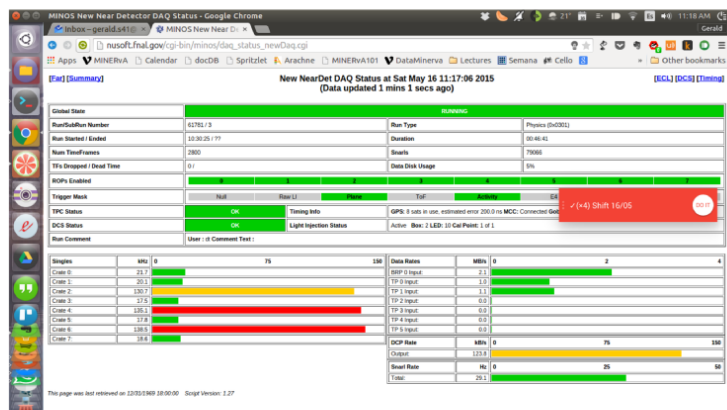 MINOS New Near Detector DAQ Status - Google Chrome
21° 11:18 AM
Inbox - gerald.s41@ MINOS New Near De Gerald
nusoft.fnal.gov/cgi-bin/minos/daq_status_newDaq.cgi
Apps MINERvA Calendar docDB Spritzlet Arachne MINERvA101 DataMinerva Lectures Semana Cello » Other bookmarks
[Far] [Summary] New NearDet DAQ Status at Sat May 16 11:17:06 2015 [ECL] [DCS] [Timing]
(Data updated 1 mins 1 secs ago)
Global State RUNNING
Run/SubRun Number 61781 / 3 Run Type Physics (0x0301)
Run Started / Ended 10:30:25 / ?? Duration 00:46:41
Num TimeFrames 2800 Snarls 79066
TFs Dropped / Dead Time 0 / Data Disk Usage 5%
ROPs Enabled 0 1 2 3 4 5 6 7
Trigger Mask Null Raw LI Plane ToF Activity E4
✓(×4) Shift 16/05 DO IT
TPC Status OK Timing Info GPS: 8 sats in use, estimated error 200.0 ns MCC: Connected
DCS Status OK Light Injection Status Active Box: 2 LED: 10 Cal Point: 1 of 1
Run Comment User : Comment Text :
Singles kHz 0 75 150 Data Rates MB/s 0 2 4
Crate 0: 21.7 BRP 0 Input: 2.1
Crate 1: 20.1 TP 0 Input: 1.0
Crate 2: 130.7 TP 1 Input: 1.1
Crate 3: 17.5 TP 2 Input: 0.0
Crate 4: 135.1 TP 3 Input: 0.0
Crate 5: 17.8 TP 4 Input: 0.0
Crate 6: 138.5 TP 5 Input: 0.0
Crate 7: 18.6 DCP Rate kB/s 0 75 150
Output: 123.8
Snarl Rate Hz 0 25 50
Total: 29.1
This page was last retrieved on 12/31/1969 18:00:00 Script Version: 1.27